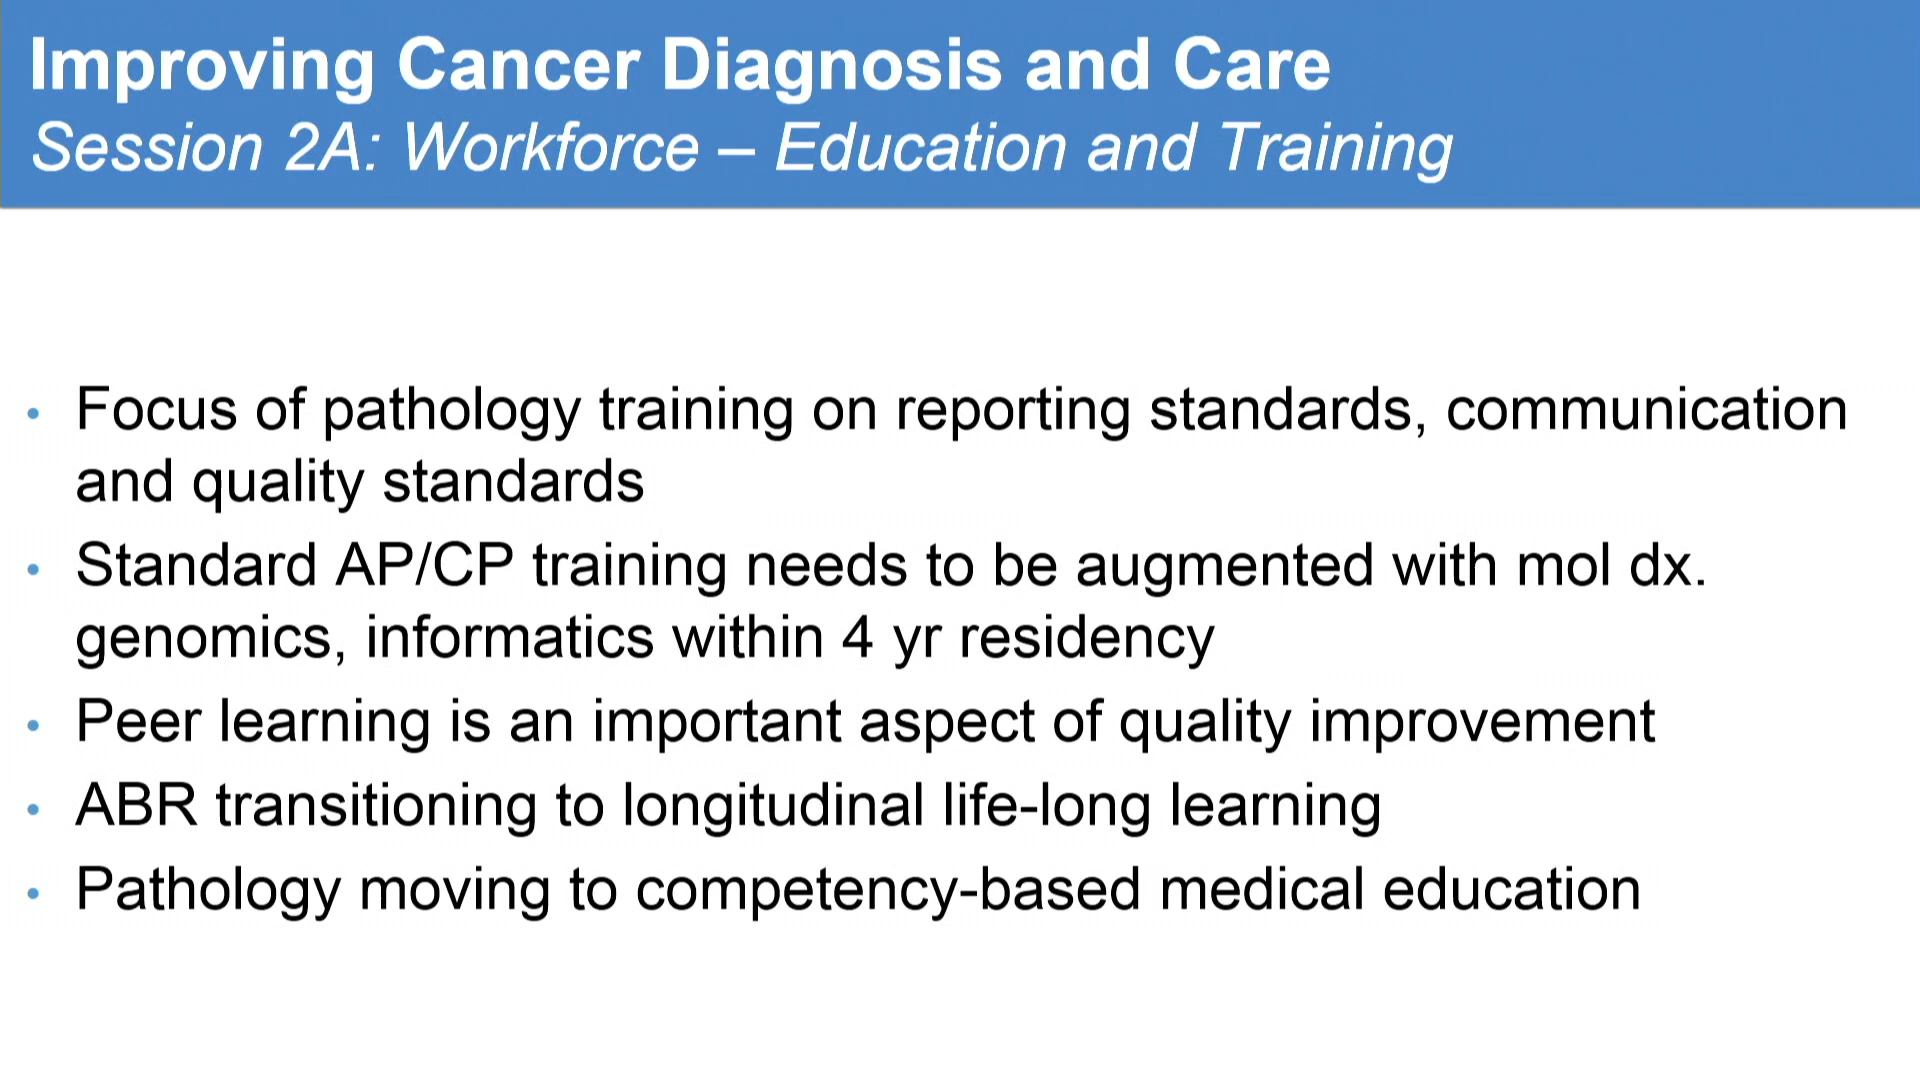 Improving Cancer Diagnosis and Care
Session 2A: Workforce – Education and Training
• Focus of pathology training on reporting standards, communication
and quality standards
• Standard AP/CP training needs to be augmented with mol dx.
genomics, informatics within 4 yr residency
• Peer learning is an important aspect of quality improvement
• ABR transitioning to longitudinal life-long learning
• Pathology moving to competency-based medical education